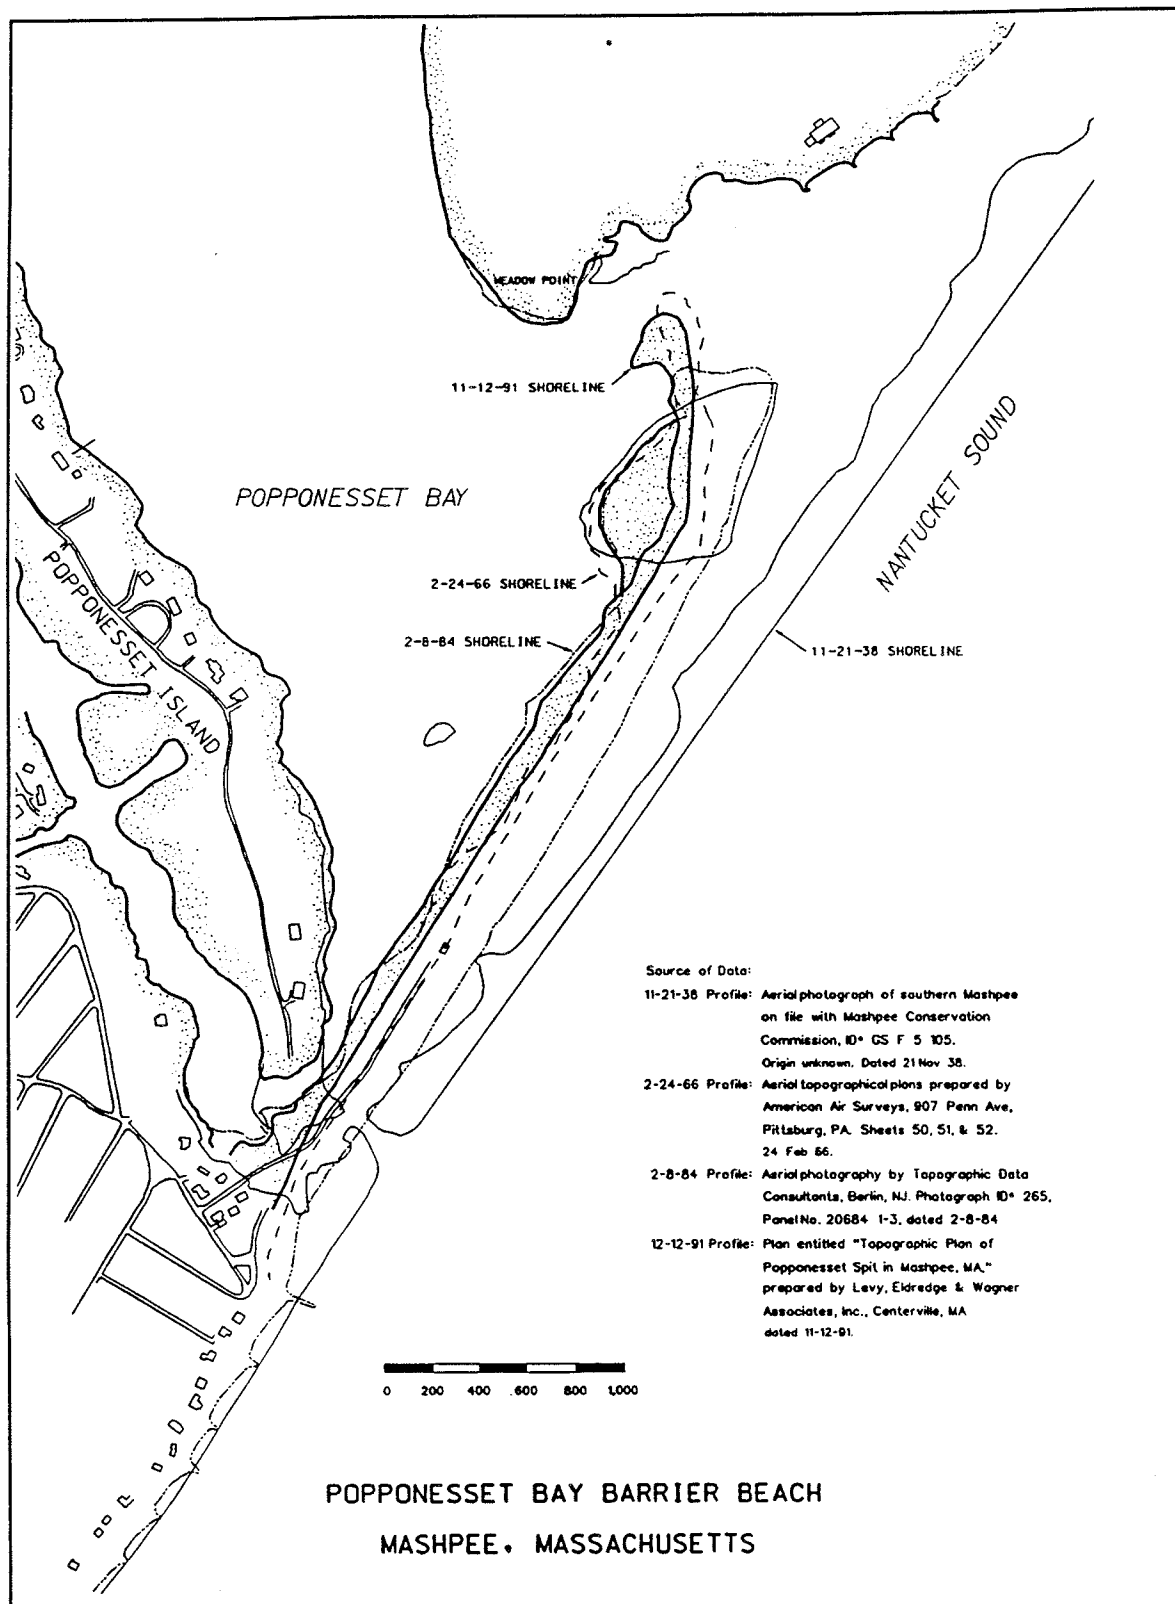 MEADOW POINT
11-12-91 SHORELINE
POPPONESSET BAY
NANTUCKET SOUND
POPPONESSET ISLAND
2-24-66 SHORELINE
2-8-84 SHORELINE
11-21-38 SHORELINE
Source of Data:
11-21-38 Profile: Aerial photograph of southern Mashpee
on file with Mashpee Conservation
Commission, ID# GS F 5 105.
Origin unknown. Dated 21 Nov 38.
2-24-66 Profile: Aerial topographical plans prepared by
American Air Surveys, 907 Penn Ave,
Pittsburg, PA. Sheets 50, 51, & 52.
24 Feb 66.
2-8-84 Profile: Aerial photography by Topographic Data
Consultants, Berlin, NJ. Photograph ID# 265,
Panel No. 20684 1-3, dated 2-8-84
12-12-91 Profile: Plan entitled "Topographic Plan of
Popponesset Spit in Mashpee, MA,"
prepared by Levy, Eldredge & Wagner
Associates, Inc., Centerville, MA
dated 11-12-91.
0 200 400 600 800 1,000
POPPONESSET BAY BARRIER BEACH
MASHPEE, MASSACHUSETTS